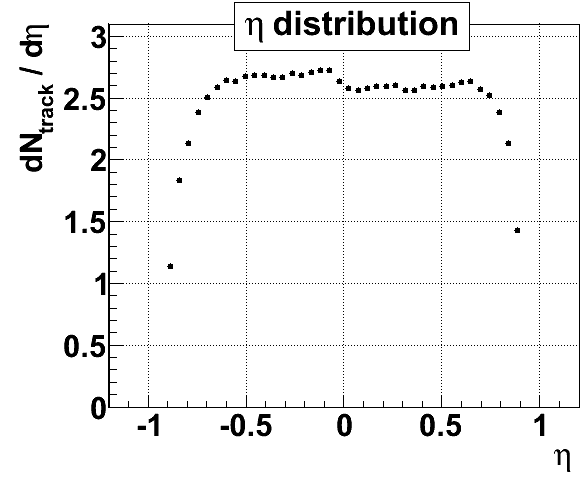 η distribution
dN_track / dη
3
2.5
2
1.5
1
0.5
0
-1 -0.5 0 0.5 1
η